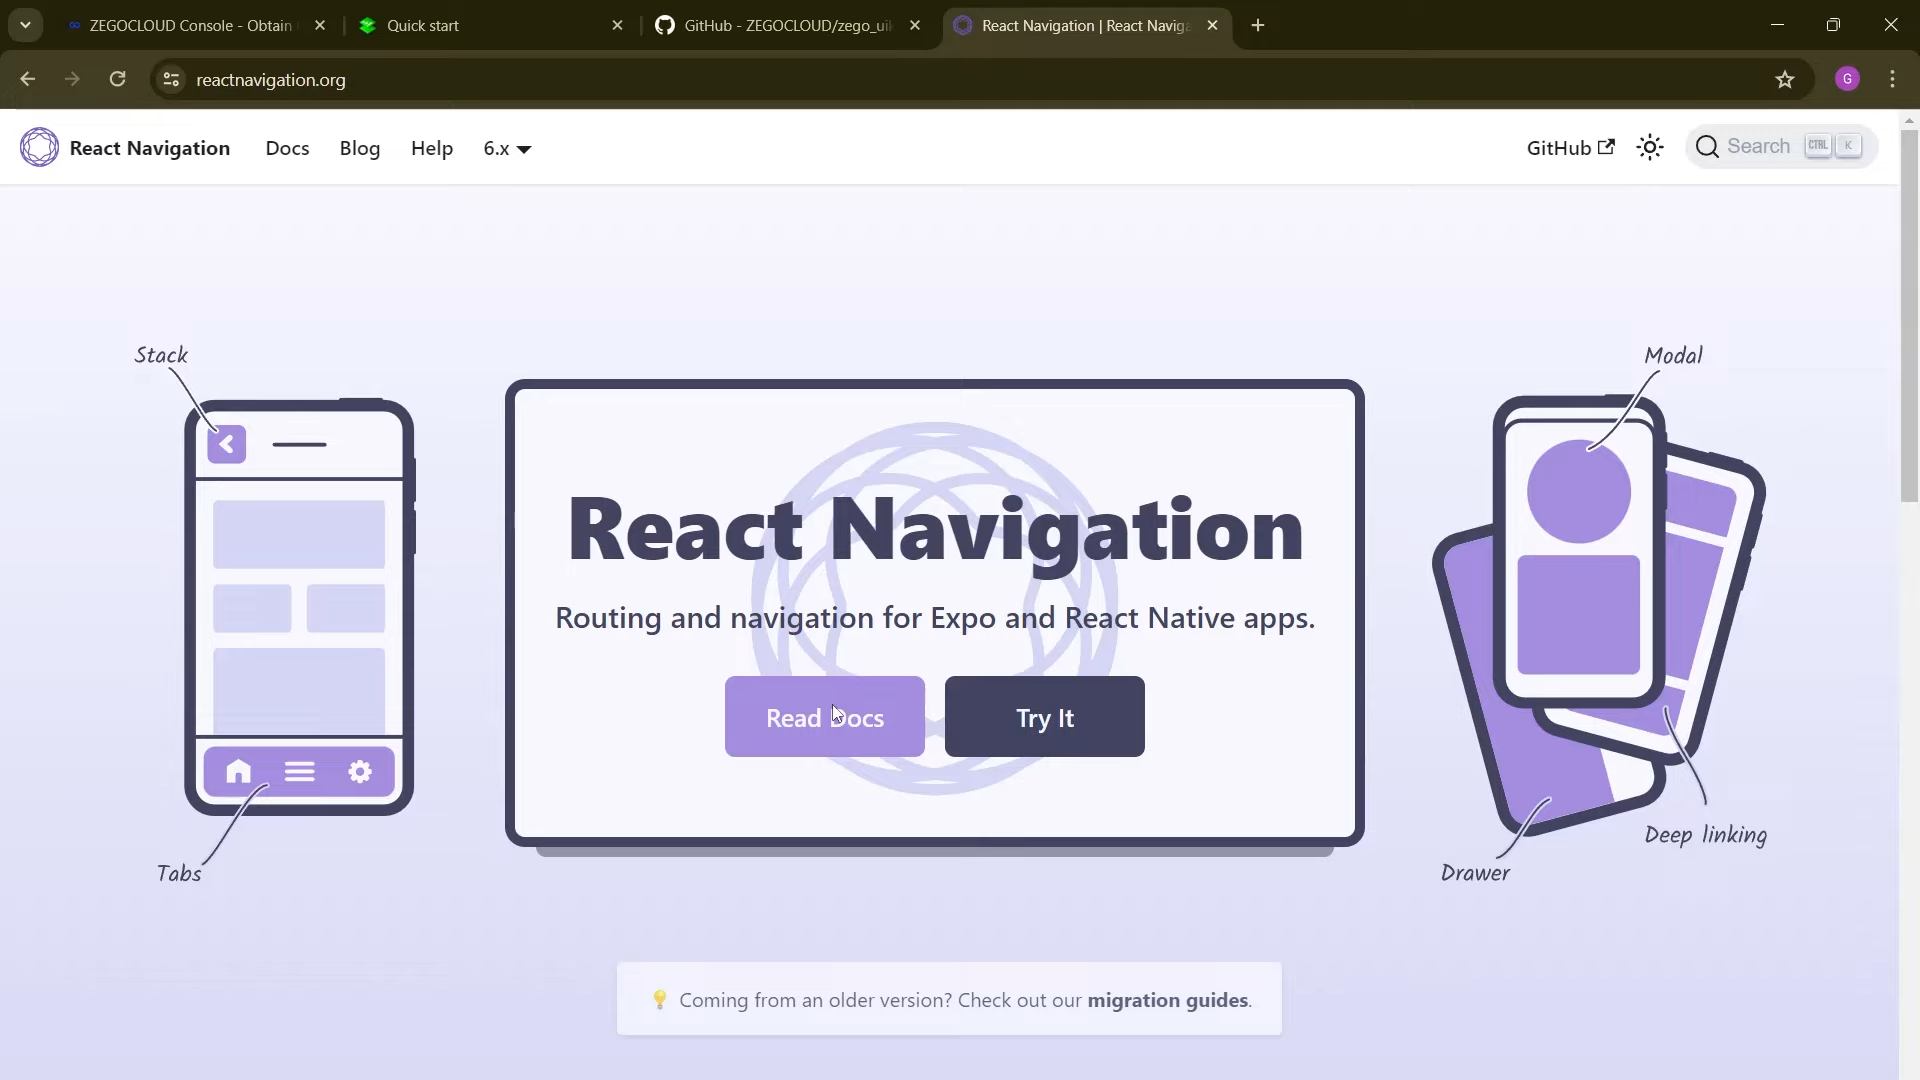 ZEGOCLOUD Console - Obtain
Quick start
GitHub - ZEGOCLOUD/zego_uik
React Navigation | React Naviga
G
reactnavigation.org
React Navigation
Docs
Blog
Help
6.x
GitHub
Search
CTRL
K
Stack
Modal
React Navigation
Routing and navigation for Expo and React Native apps.
Read Docs
Try It
Deep linking
Tabs
Drawer
Coming from an older version? Check out our migration guides.